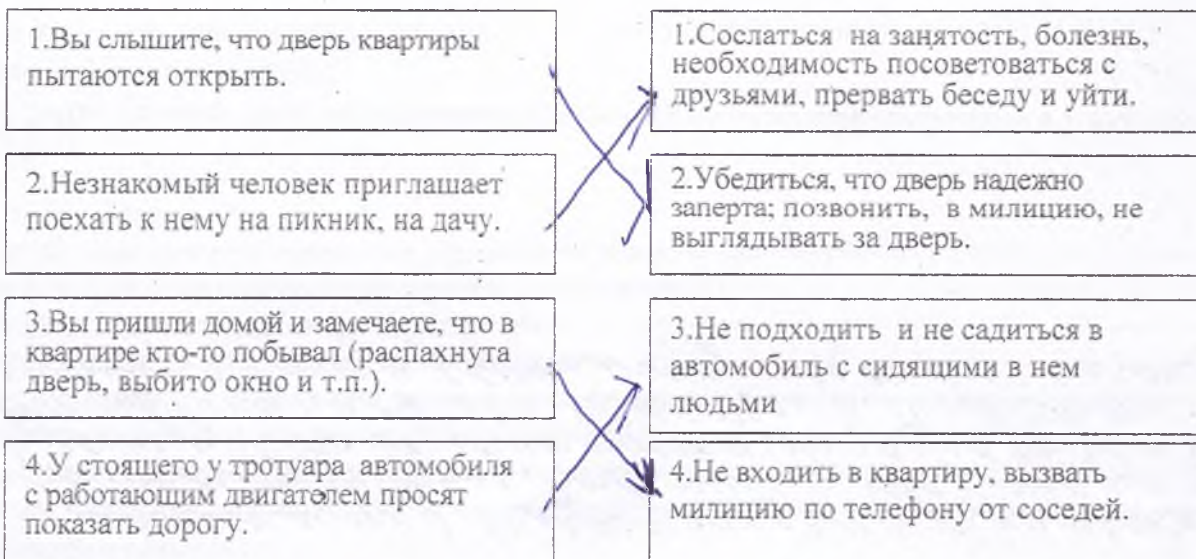 1.Вы слышите, что дверь квартиры
пытаются открыть.
1.Сослаться на занятость, болезнь,
необходимость посоветоваться с
друзьями, прервать беседу и уйти.
2.Незнакомый человек приглашает
поехать к нему на пикник, на дачу.
2.Убедиться, что дверь надежно
заперта; позвонить, в милицию, не
выглядывать за дверь.
3.Вы пришли домой и замечаете, что в
квартире кто-то побывал (распахнута
дверь, выбито окно и т.п.).
3.Не подходить и не садиться в
автомобиль с сидящими в нем
людьми
4.У стоящего у тротуара автомобиля
с работающим двигателем просят
показать дорогу.
4.Не входить в квартиру, вызвать
милицию по телефону от соседей.